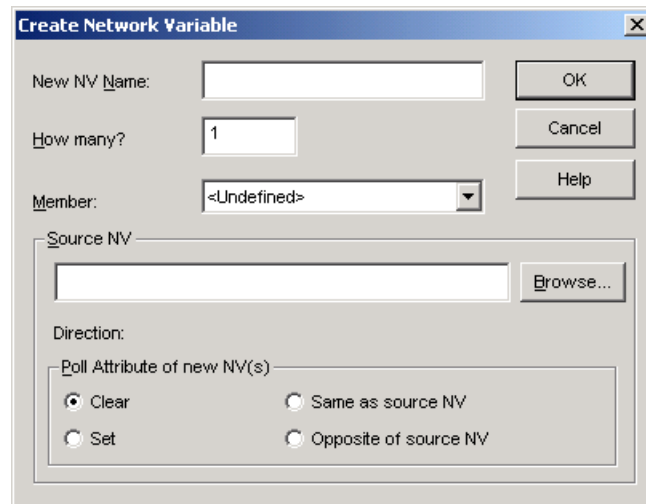 Create Network Variable
New NV Name:
OK
How many?
1
Cancel
Member:
<Undefined>
Help
Source NV
Browse...
Direction:
Poll Attribute of new NV(s)
Clear
Same as source NV
Set
Opposite of source NV